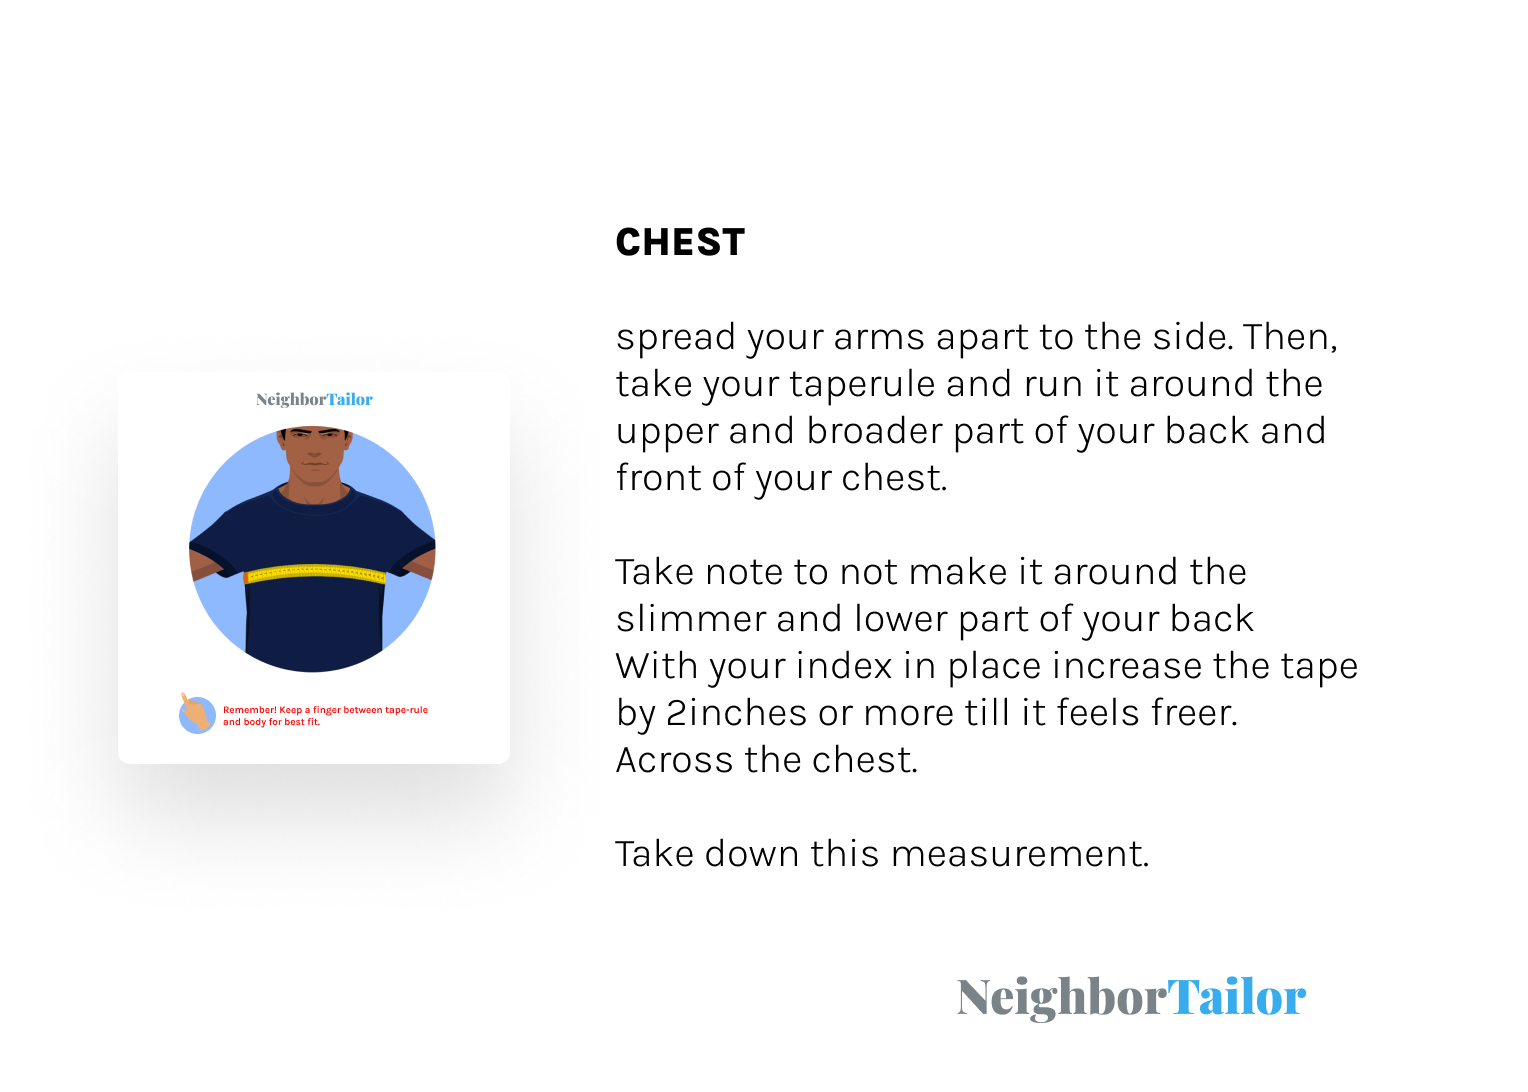 CHEST
spread your arms apart to the side. Then,
take your taperule and run it around the
upper and broader part of your back and
front of your chest.
Take note to not make it around the
slimmer and lower part of your back
With your index in place increase the tape
by 2inches or more till it feels freer.
Across the chest.
Take down this measurement.
NeighborTailor
Remember! Keep a finger between tape-rule
and body for best fit.
NeighborTailor